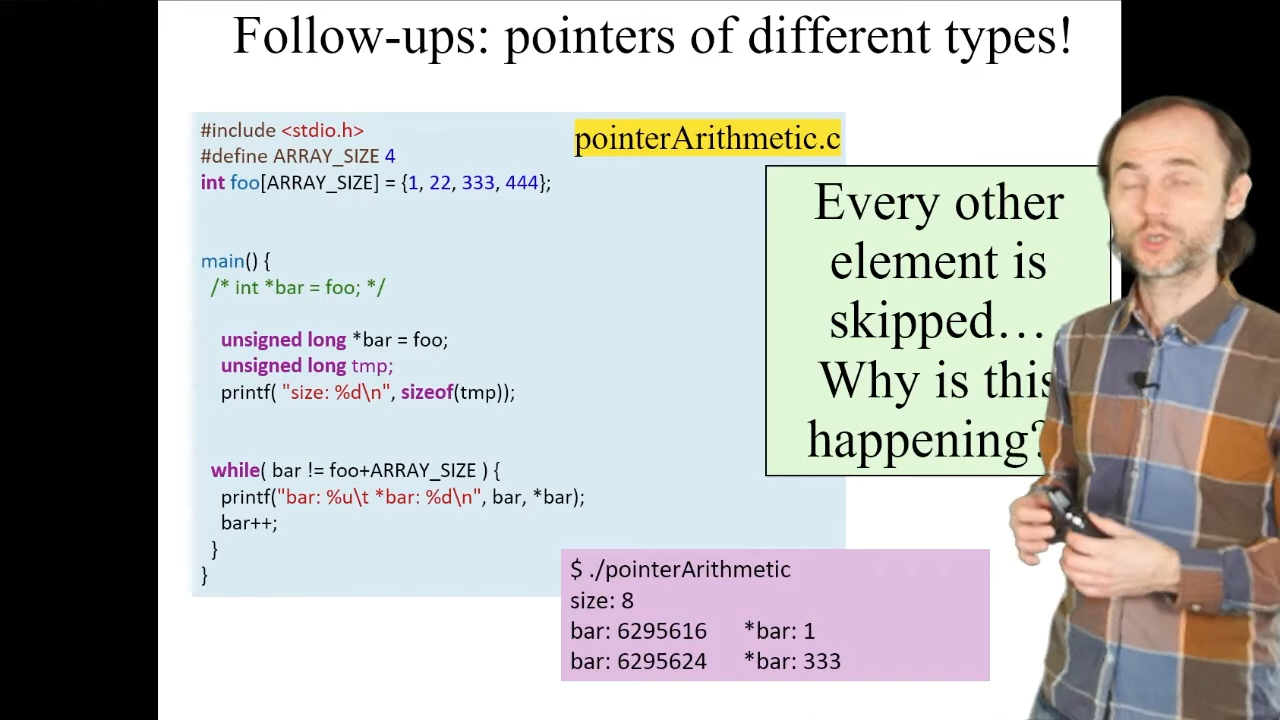 Follow-ups: pointers of different types!
#include <stdio.h>
pointerArithmetic.c
#define ARRAY_SIZE 4
int foo[ARRAY_SIZE] = {1, 22, 333, 444};
main() {
/* int *bar = foo; */
unsigned long *bar = foo;
unsigned long tmp;
printf( "size: %d\n", sizeof(tmp));
while( bar != foo+ARRAY_SIZE ) {
printf("bar: %u\t *bar: %d\n", bar, *bar);
bar++;
}
}
Every other
element is
skipped…
Why is this
happening?
$ ./pointerArithmetic
size: 8
bar: 6295616 *bar: 1
bar: 6295624 *bar: 333